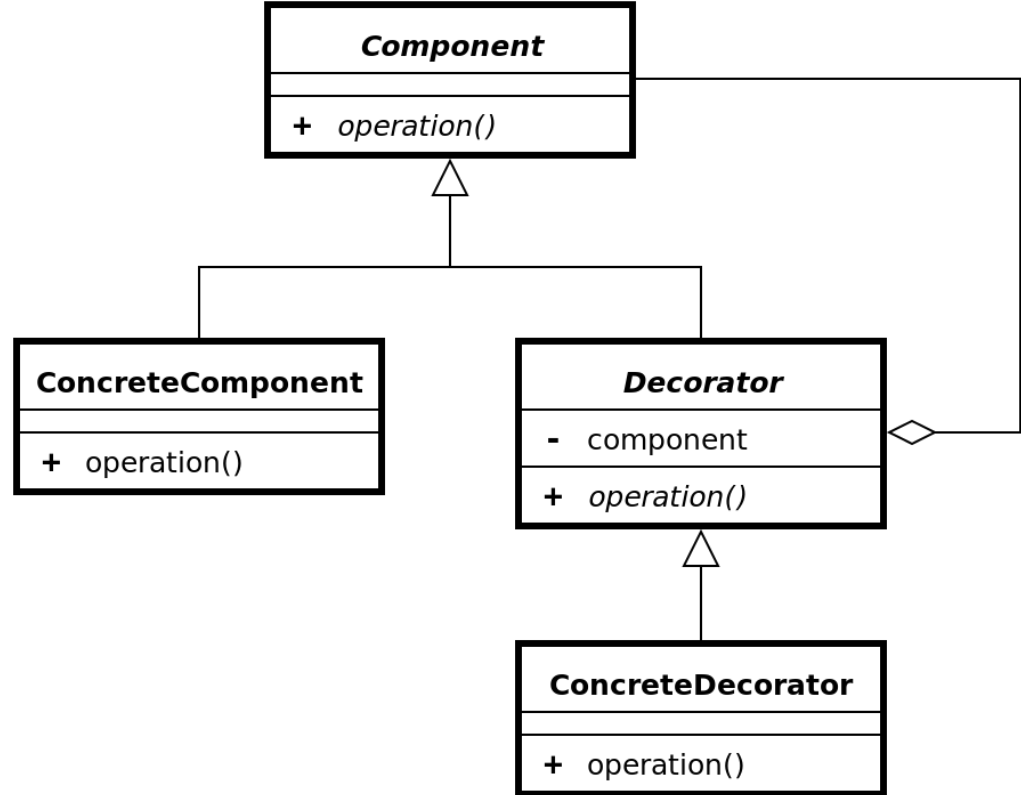 Component
+ operation()
ConcreteComponent
+ operation()
Decorator
- component
+ operation()
ConcreteDecorator
+ operation()